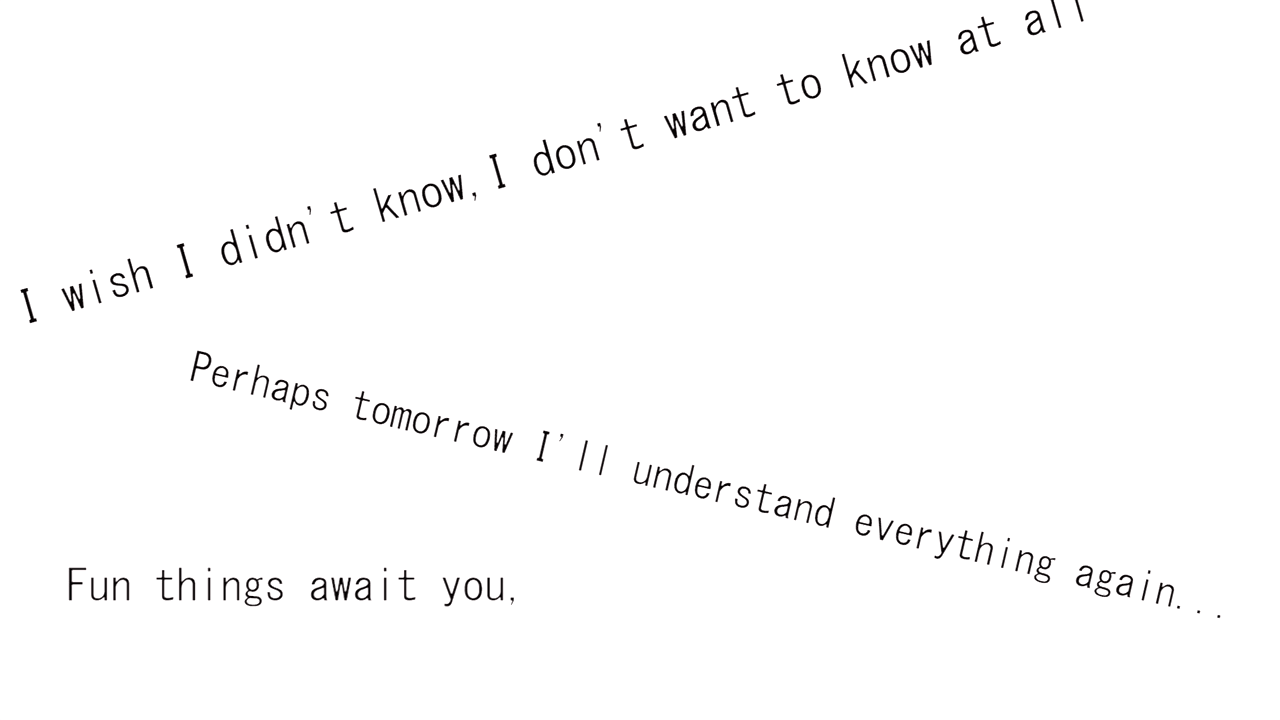 I wish I didn't know, I don't want to know at all
Perhaps tomorrow I'll understand everything again...
Fun things await you,